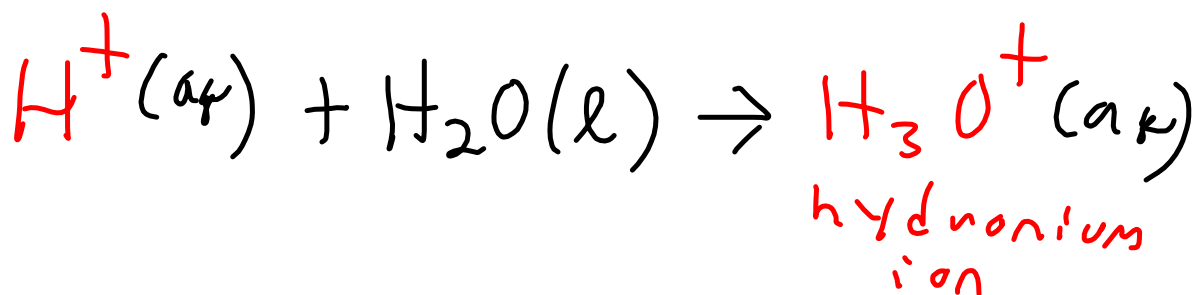 H⁺(aq) + H₂O(l) → H₃O⁺(aq)
hydronium
ion